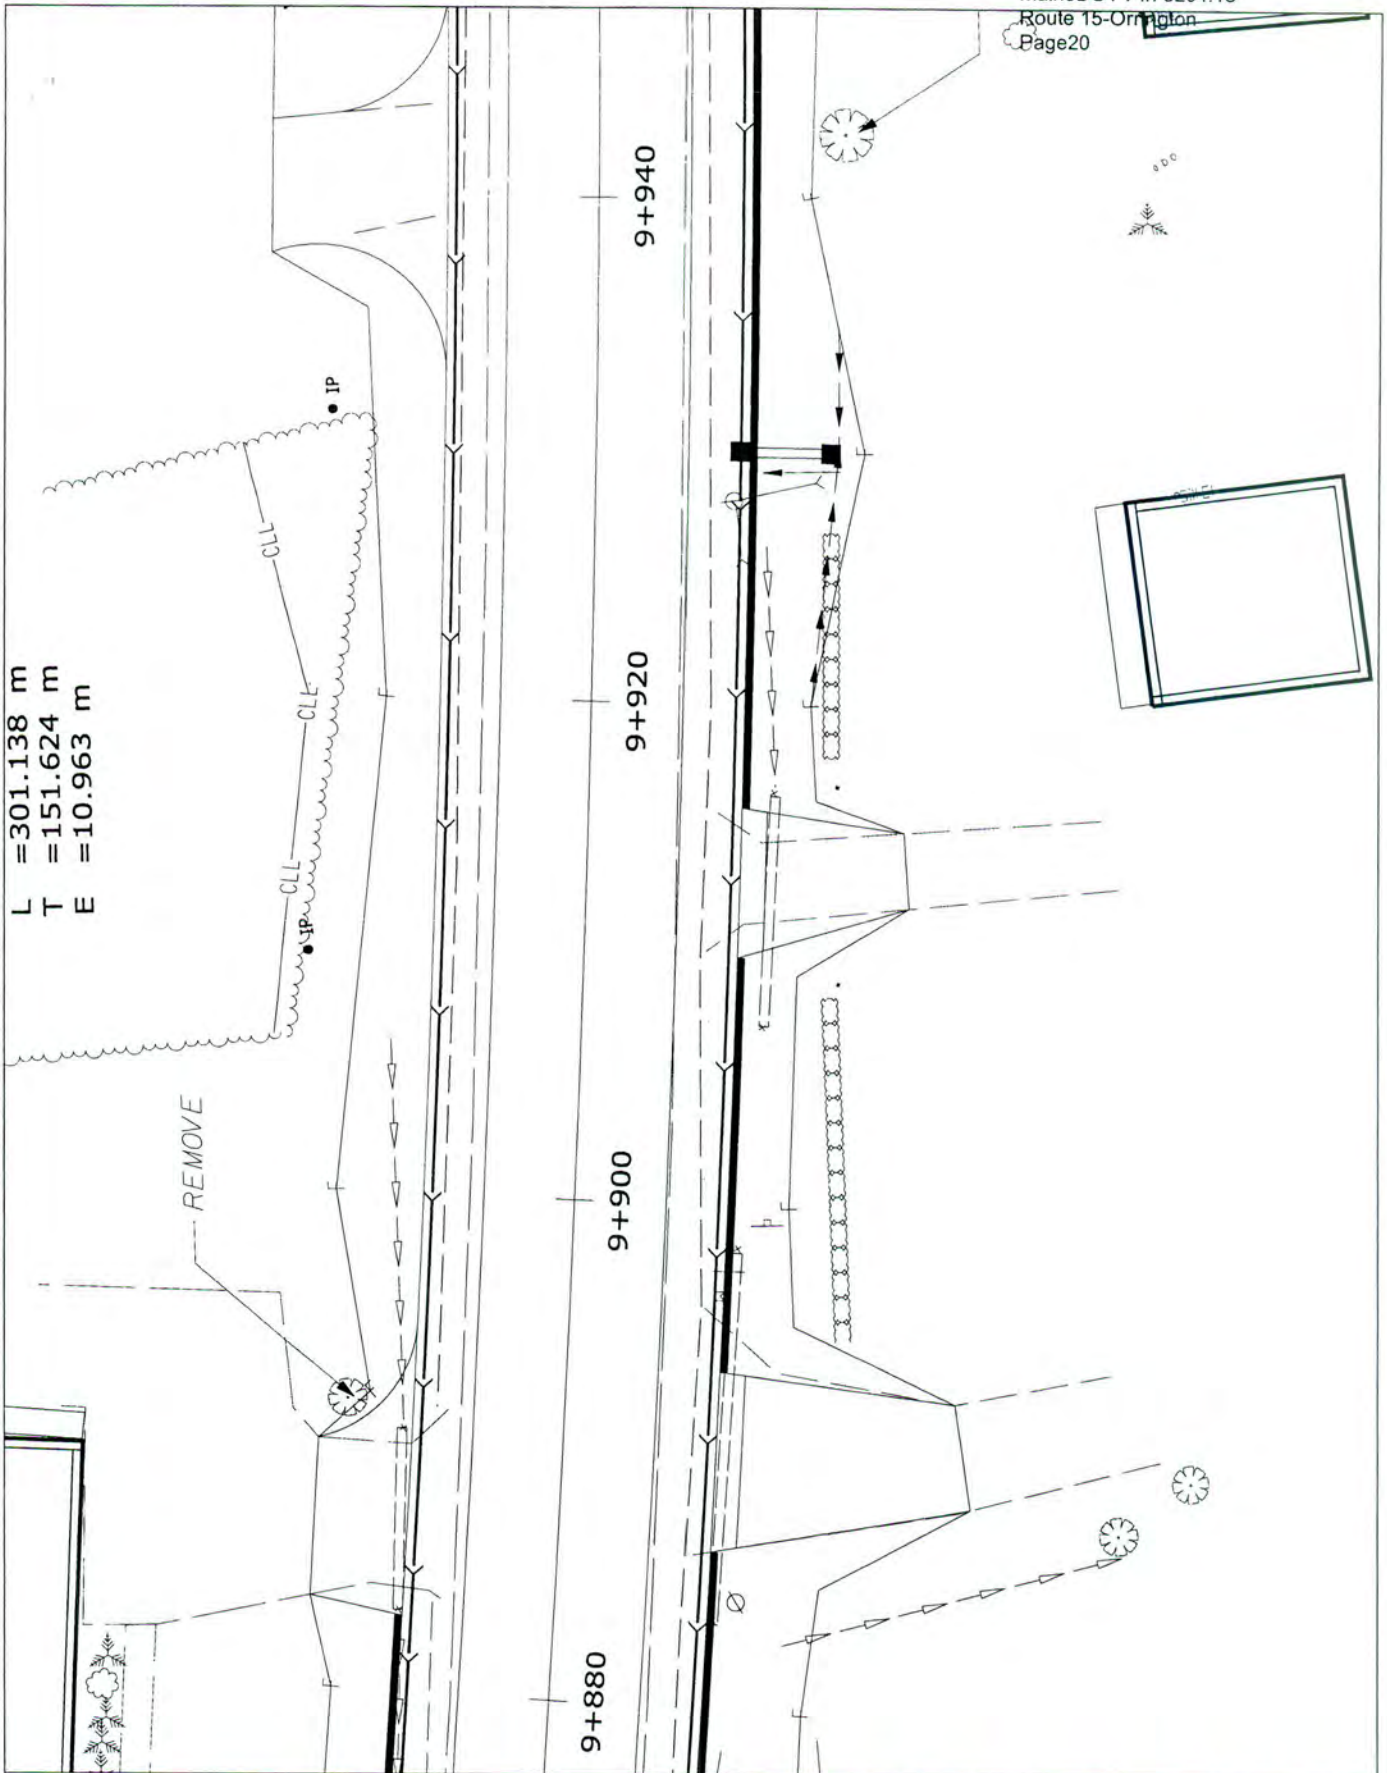 Route 15-Orrington
Page20
9+940
IP
CLL
CLL
CLL
IP
L =301.138 m
T =151.624 m
E =10.963 m
9+920
REMOVE
9+900
9+880